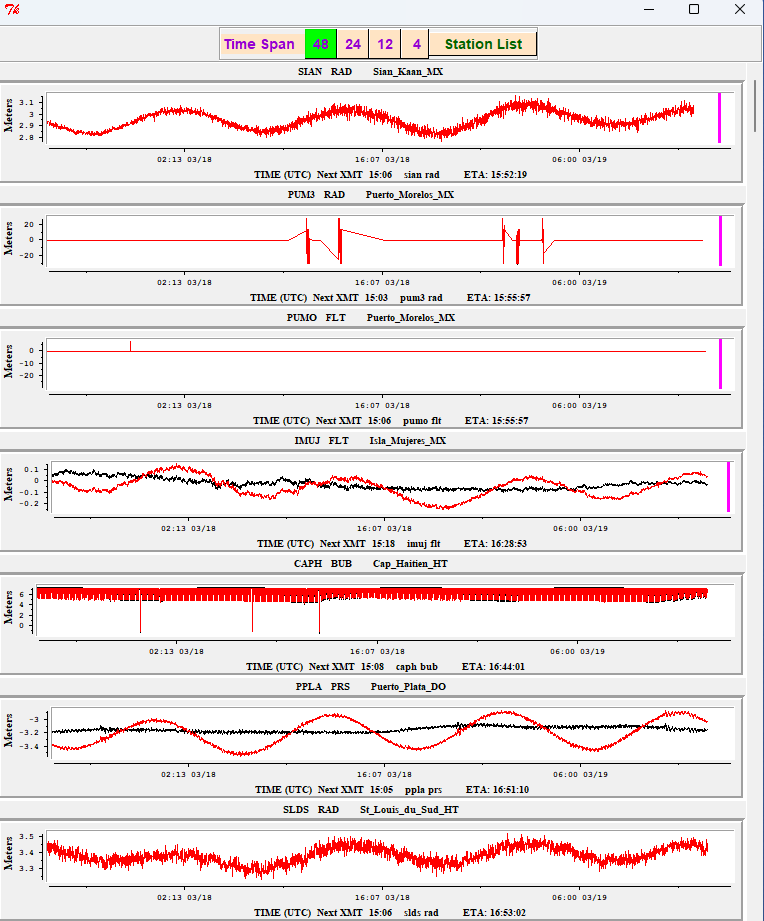 Time Span 48 24 12 4 Station List
SIAN RAD Sian_Kaan_MX
Meters
3.1
3
2.9
2.8
02:13 03/18 16:07 03/18 06:00 03/19
TIME (UTC) Next XMT 15:06 sian rad ETA: 15:52:19
PUM3 RAD Puerto_Morelos_MX
Meters
20
0
-20
02:13 03/18 16:07 03/18 06:00 03/19
TIME (UTC) Next XMT 15:03 pum3 rad ETA: 15:55:57
PUMO FLT Puerto_Morelos_MX
Meters
0
-10
-20
02:13 03/18 16:07 03/18 06:00 03/19
TIME (UTC) Next XMT 15:06 pumo flt ETA: 15:55:57
IMUJ FLT Isla_Mujeres_MX
Meters
0.1
0
-0.1
-0.2
02:13 03/18 16:07 03/18 06:00 03/19
TIME (UTC) Next XMT 15:18 imuj flt ETA: 16:28:53
CAPH BUB Cap_Haitien_HT
Meters
6
4
2
0
02:13 03/18 16:07 03/18 06:00 03/19
TIME (UTC) Next XMT 15:08 caph bub ETA: 16:44:01
PPLA PRS Puerto_Plata_DO
Meters
-3
-3.2
-3.4
02:13 03/18 16:07 03/18 06:00 03/19
TIME (UTC) Next XMT 15:05 ppla prs ETA: 16:51:10
SLDS RAD St_Louis_du_Sud_HT
Meters
3.5
3.4
3.3
02:13 03/18 16:07 03/18 06:00 03/19
TIME (UTC) Next XMT 15:06 slds rad ETA: 16:53:02